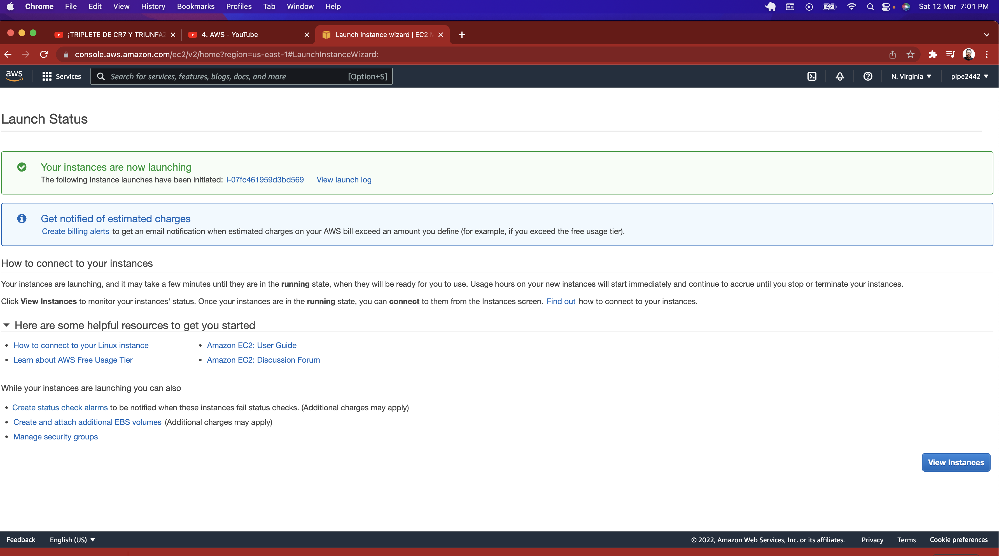 Chrome File Edit View History Bookmarks Profiles Tab Window Help Sat 12 Mar 7:01 PM
¡TRIPLETE DE CR7 Y TRIUNFAZ 4. AWS - YouTube Launch instance wizard | EC2 M
console.aws.amazon.com/ec2/v2/home?region=us-east-1#LaunchInstanceWizard:
aws Services Search for services, features, blogs, docs, and more [Option+S] N. Virginia pipe2442
Launch Status
Your instances are now launching
The following instance launches have been initiated: i-07fc461959d3bd569 View launch log
Get notified of estimated charges
Create billing alerts to get an email notification when estimated charges on your AWS bill exceed an amount you define (for example, if you exceed the free usage tier).
How to connect to your instances
Your instances are launching, and it may take a few minutes until they are in the running state, when they will be ready for you to use. Usage hours on your new instances will start immediately and continue to accrue until you stop or terminate your instances.
Click View Instances to monitor your instances' status. Once your instances are in the running state, you can connect to them from the Instances screen. Find out how to connect to your instances.
Here are some helpful resources to get you started
• How to connect to your Linux instance • Amazon EC2: User Guide
• Learn about AWS Free Usage Tier • Amazon EC2: Discussion Forum
While your instances are launching you can also
• Create status check alarms to be notified when these instances fail status checks. (Additional charges may apply)
• Create and attach additional EBS volumes (Additional charges may apply)
• Manage security groups
View Instances
Feedback English (US) © 2022, Amazon Web Services, Inc. or its affiliates. Privacy Terms Cookie preferences